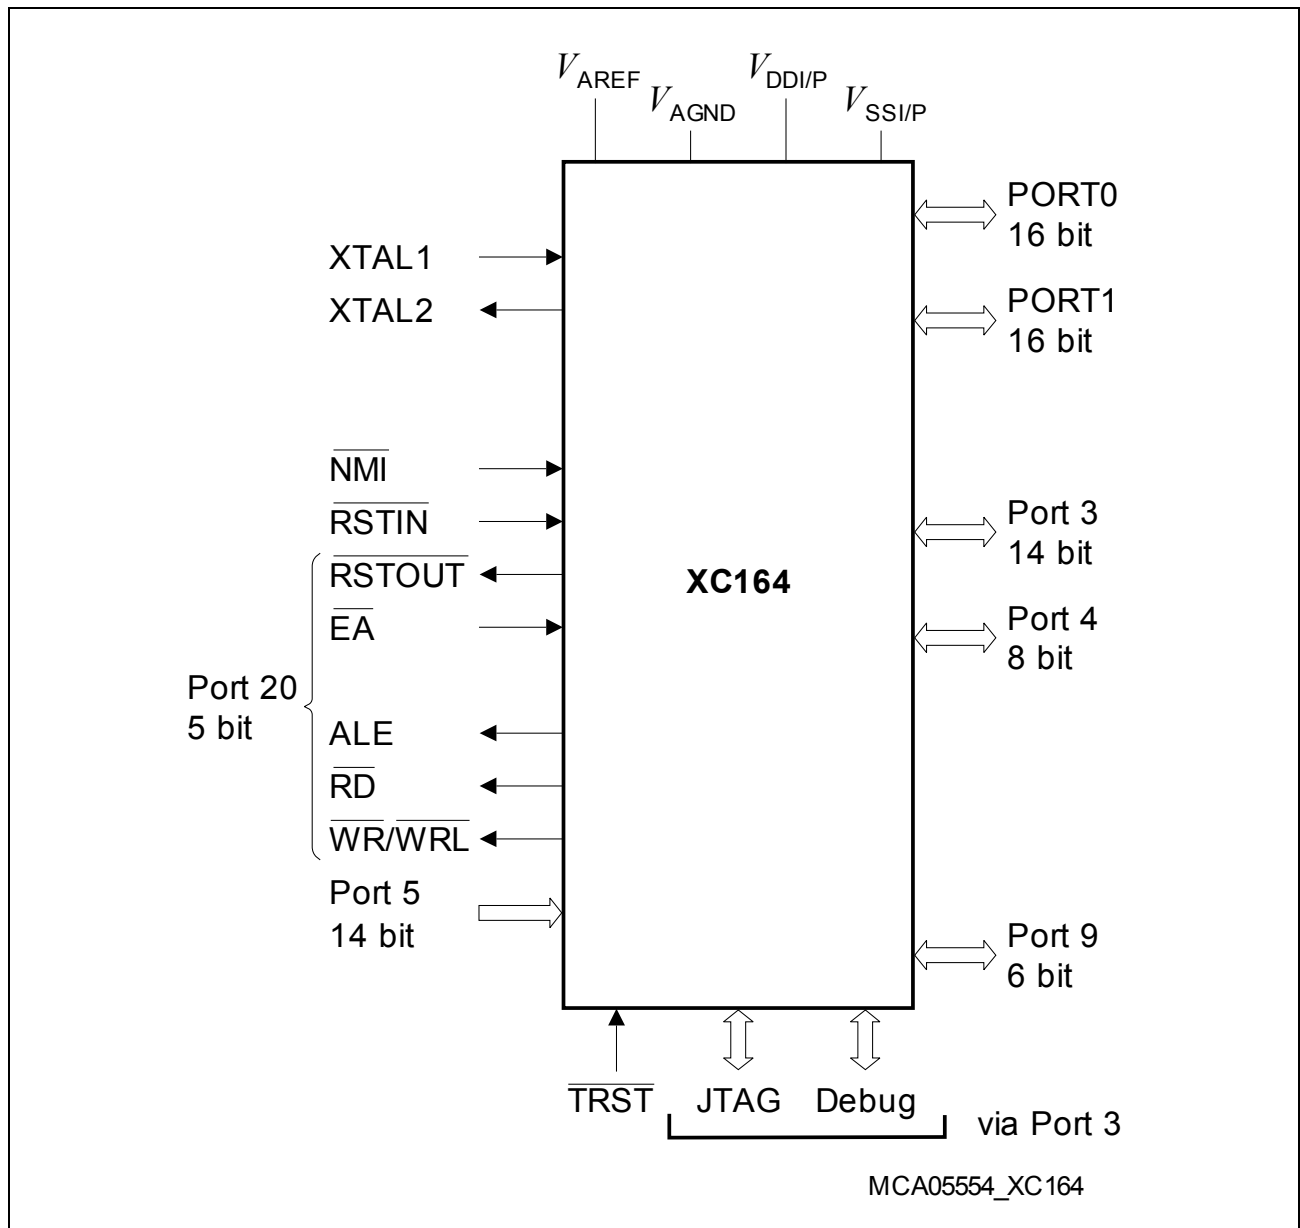 VAREF
VAGND
VDDI/P
VSSI/P
XTAL1
XTAL2
NMI
RSTIN
RSTOUT
EA
Port 20
5 bit
ALE
RD
WR/WRL
Port 5
14 bit
XC164
PORT0
16 bit
PORT1
16 bit
Port 3
14 bit
Port 4
8 bit
Port 9
6 bit
TRST
JTAG
Debug
via Port 3
MCA05554_XC164